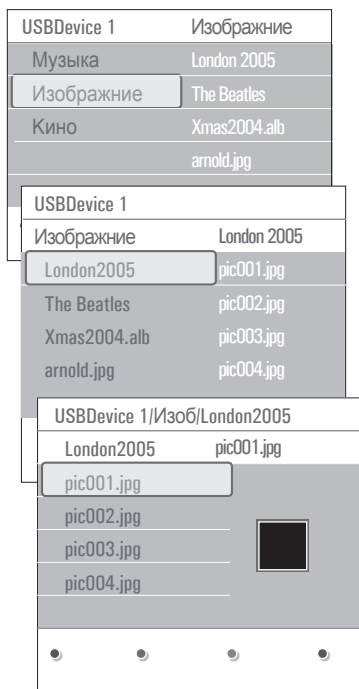 USBDevice 1 Изображние
Музыка London 2005
Изображние The Beatles
Кино Xmas2004.alb
arnold.jpg
USBDevice 1
Изображние London 2005
London2005 pic001.jpg
The Beatles pic002.jpg
Xmas2004.alb pic003.jpg
arnold.jpg pic004.jpg
USBDevice 1/Изоб/London2005
London2005 pic001.jpg
pic001.jpg
pic002.jpg
pic003.jpg
pic004.jpg